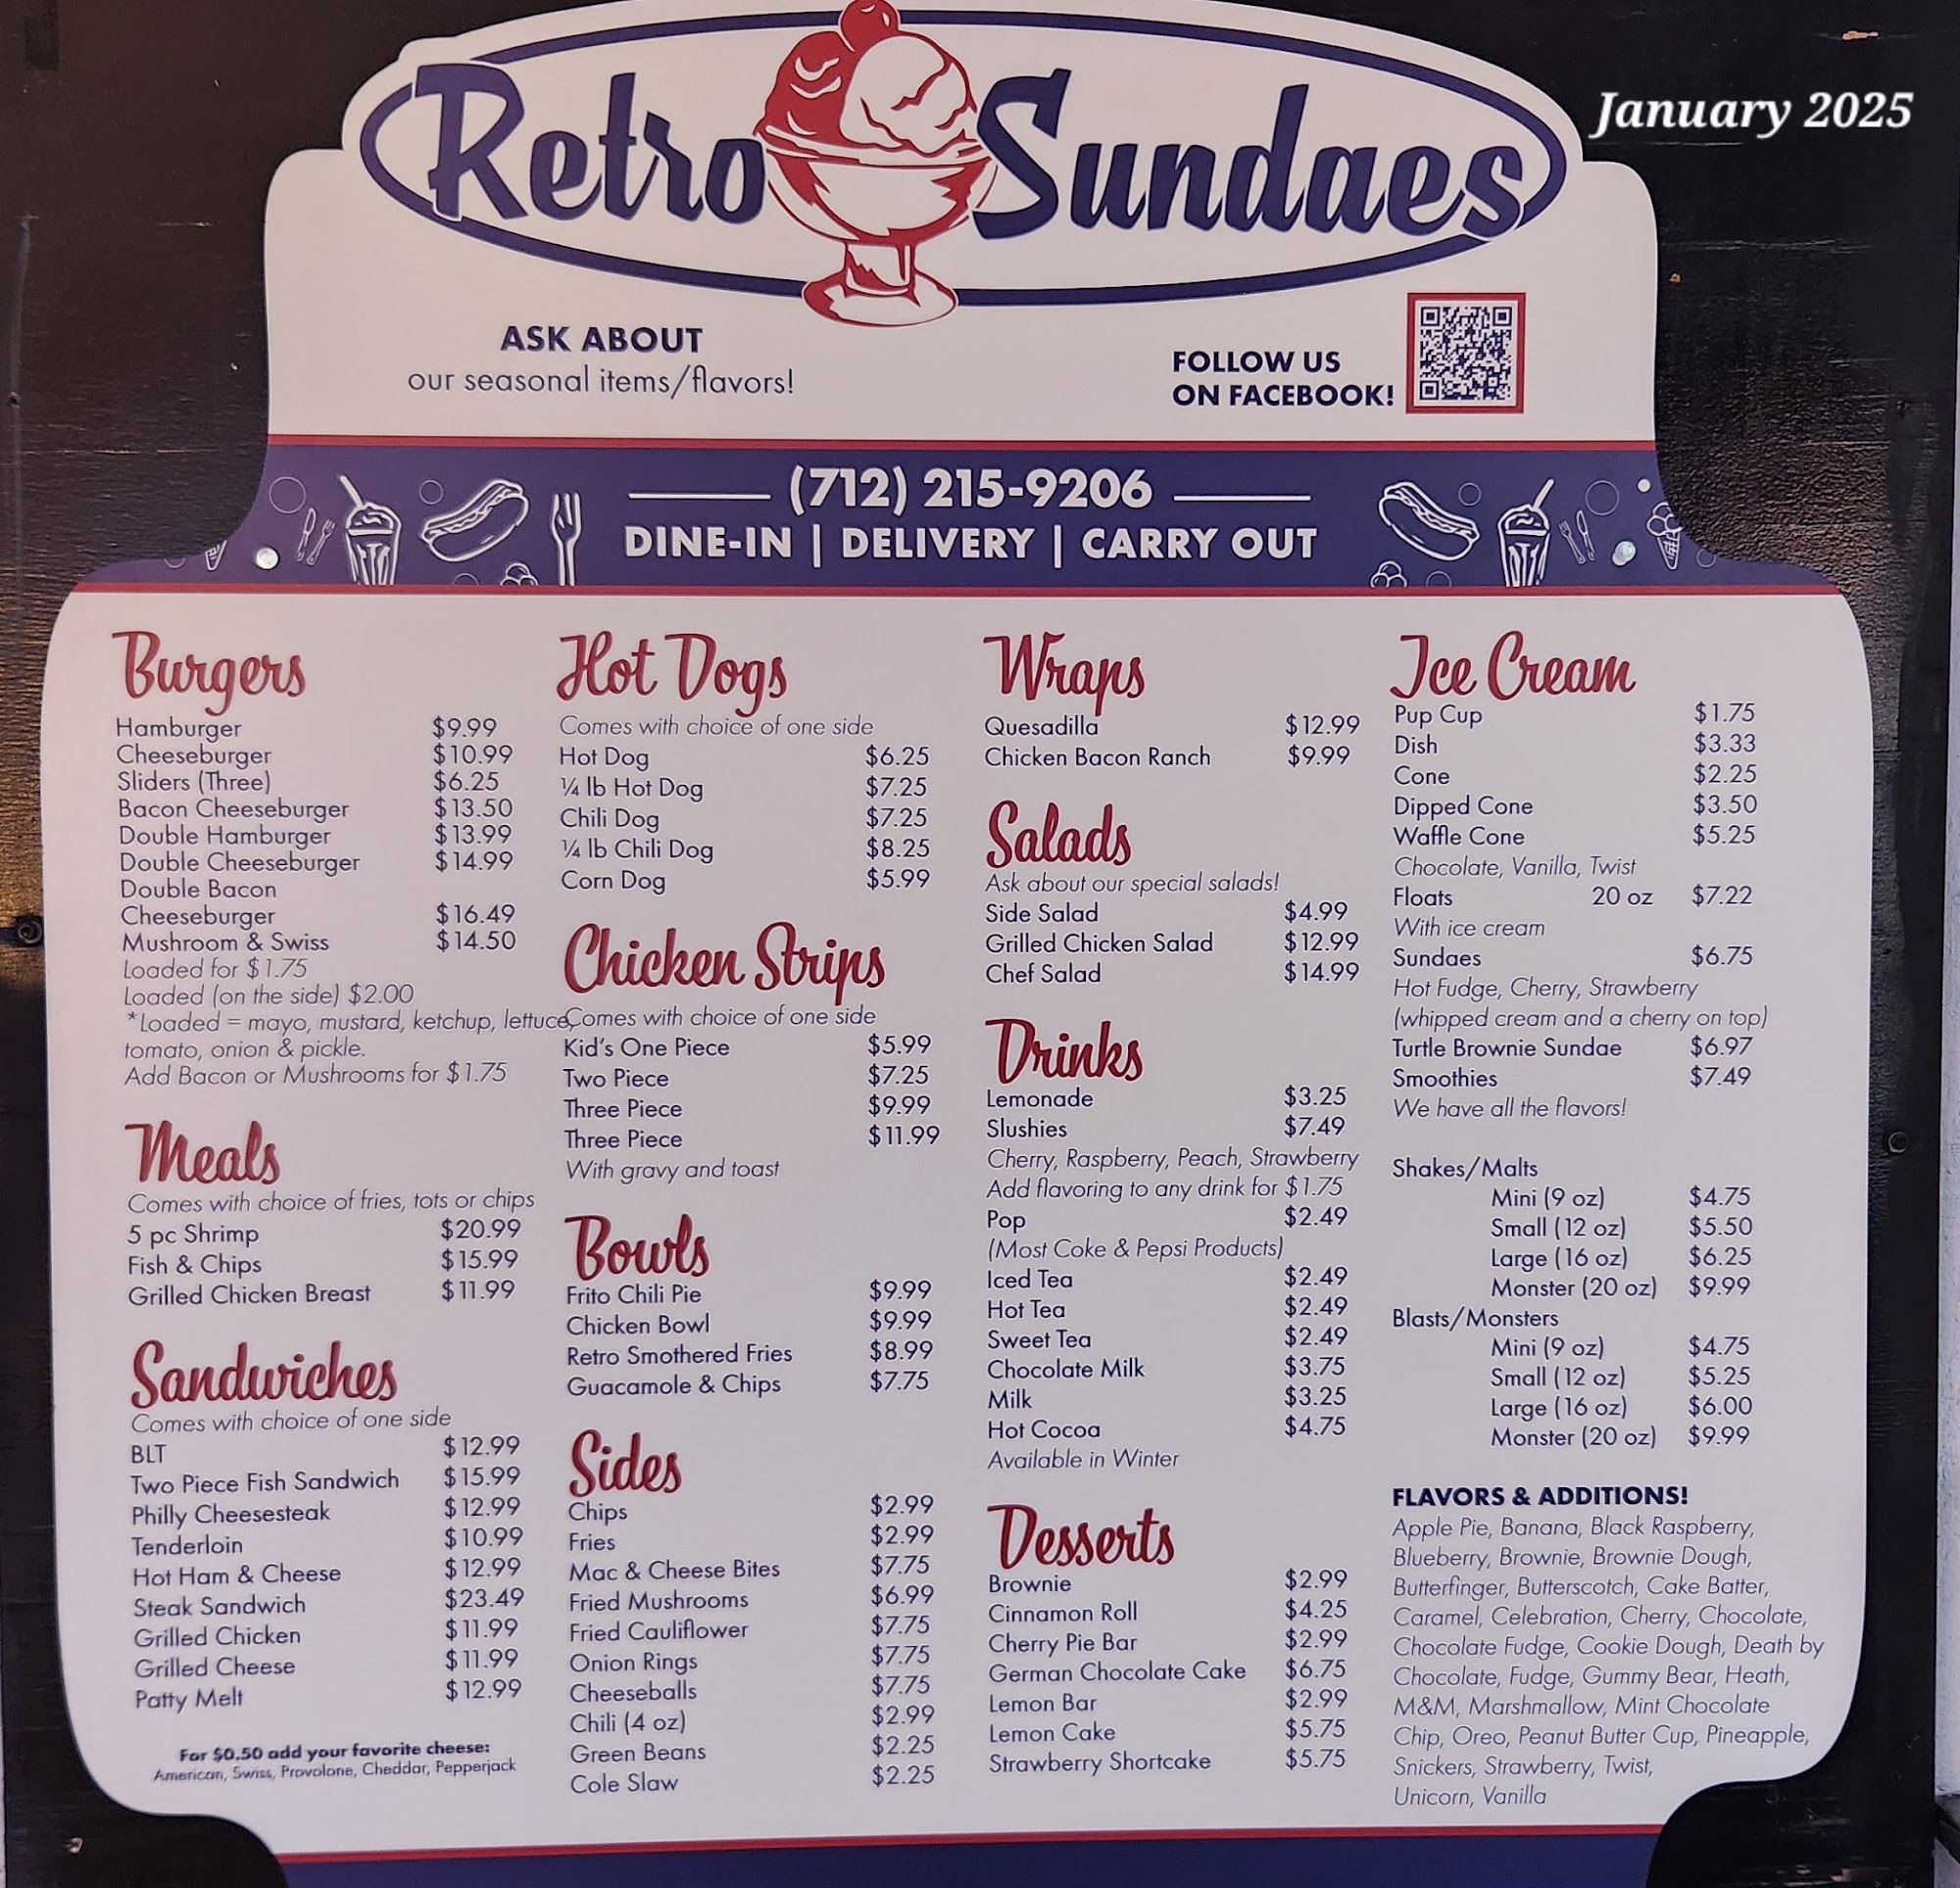 Retro Sundaes
January 2025
ASK ABOUT
our seasonal items/flavors!
FOLLOW US
ON FACEBOOK!
(712) 215-9206
DINE-IN | DELIVERY | CARRY OUT
Burgers
Hamburger $9.99
Cheeseburger $10.99
Sliders (Three) $6.25
Bacon Cheeseburger $13.50
Double Hamburger $13.99
Double Cheeseburger $14.99
Double Bacon
Cheeseburger $16.49
Mushroom & Swiss $14.50
Loaded for $1.75
Loaded (on the side) $2.00
*Loaded = mayo, mustard, ketchup, lettuce,
tomato, onion & pickle.
Add Bacon or Mushrooms for $1.75
Meals
Comes with choice of fries, tots or chips
5 pc Shrimp $20.99
Fish & Chips $15.99
Grilled Chicken Breast $11.99
Sandwiches
Comes with choice of one side
BLT $12.99
Two Piece Fish Sandwich $15.99
Philly Cheesesteak $12.99
Tenderloin $10.99
Hot Ham & Cheese $12.99
Steak Sandwich $23.49
Grilled Chicken $11.99
Grilled Cheese $11.99
Patty Melt $12.99
For $0.50 add your favorite cheese:
American, Swiss, Provolone, Cheddar, Pepperjack
Hot Dogs
Comes with choice of one side
Hot Dog $6.25
¼ lb Hot Dog $7.25
Chili Dog $7.25
¼ lb Chili Dog $8.25
Corn Dog $5.99
Chicken Strips
Comes with choice of one side
Kid's One Piece $5.99
Two Piece $7.25
Three Piece $9.99
Three Piece $11.99
With gravy and toast
Bowls
Frito Chili Pie $9.99
Chicken Bowl $9.99
Retro Smothered Fries $8.99
Guacamole & Chips $7.75
Sides
Chips $2.99
Fries $2.99
Mac & Cheese Bites $7.75
Fried Mushrooms $6.99
Fried Cauliflower $7.75
Onion Rings $7.75
Cheeseballs $7.75
Chili (4 oz) $2.99
Green Beans $2.25
Cole Slaw $2.25
Wraps
Quesadilla $12.99
Chicken Bacon Ranch $9.99
Salads
Ask about our special salads!
Side Salad $4.99
Grilled Chicken Salad $12.99
Chef Salad $14.99
Drinks
Lemonade $3.25
Slushies $7.49
Cherry, Raspberry, Peach, Strawberry
Add flavoring to any drink for $1.75
Pop $2.49
(Most Coke & Pepsi Products)
Iced Tea $2.49
Hot Tea $2.49
Sweet Tea $2.49
Chocolate Milk $3.75
Milk $3.25
Hot Cocoa $4.75
Available in Winter
Desserts
Brownie $2.99
Cinnamon Roll $4.25
Cherry Pie Bar $2.99
German Chocolate Cake $6.75
Lemon Bar $2.99
Lemon Cake $5.75
Strawberry Shortcake $5.75
Ice Cream
Pup Cup $1.75
Dish $3.33
Cone $2.25
Dipped Cone $3.50
Waffle Cone $5.25
Chocolate, Vanilla, Twist
Floats 20 oz $7.22
With ice cream
Sundaes $6.75
Hot Fudge, Cherry, Strawberry
(whipped cream and a cherry on top)
Turtle Brownie Sundae $6.97
Smoothies $7.49
We have all the flavors!
Shakes/Malts
Mini (9 oz) $4.75
Small (12 oz) $5.50
Large (16 oz) $6.25
Monster (20 oz) $9.99
Blasts/Monsters
Mini (9 oz) $4.75
Small (12 oz) $5.25
Large (16 oz) $6.00
Monster (20 oz) $9.99
FLAVORS & ADDITIONS!
Apple Pie, Banana, Black Raspberry,
Blueberry, Brownie, Brownie Dough,
Butterfinger, Butterscotch, Cake Batter,
Caramel, Celebration, Cherry, Chocolate,
Chocolate Fudge, Cookie Dough, Death by
Chocolate, Fudge, Gummy Bear, Heath,
M&M, Marshmallow, Mint Chocolate
Chip, Oreo, Peanut Butter Cup, Pineapple,
Snickers, Strawberry, Twist,
Unicorn, Vanilla